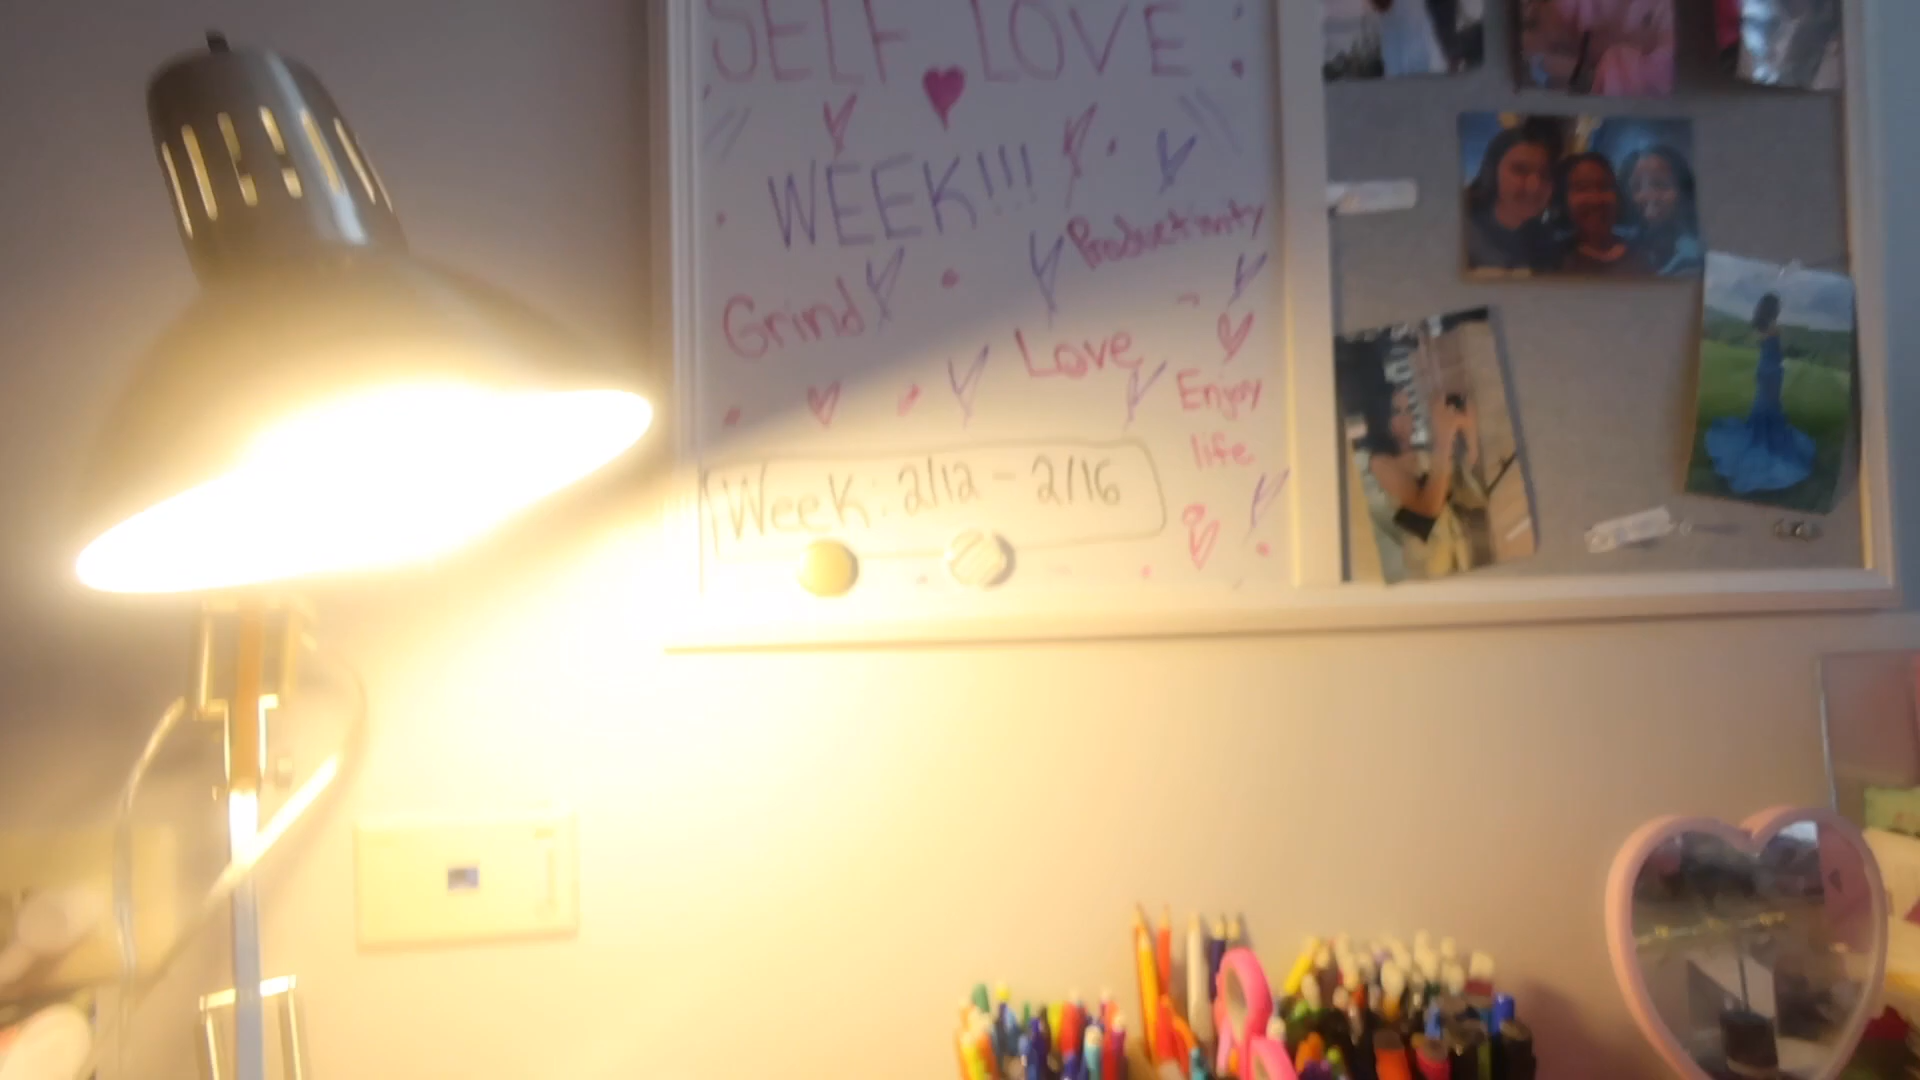 SELF LOVE
WEEK!!!
Productivity
Grind
Love
Enjoy
life
Week: 2/12 - 2/16